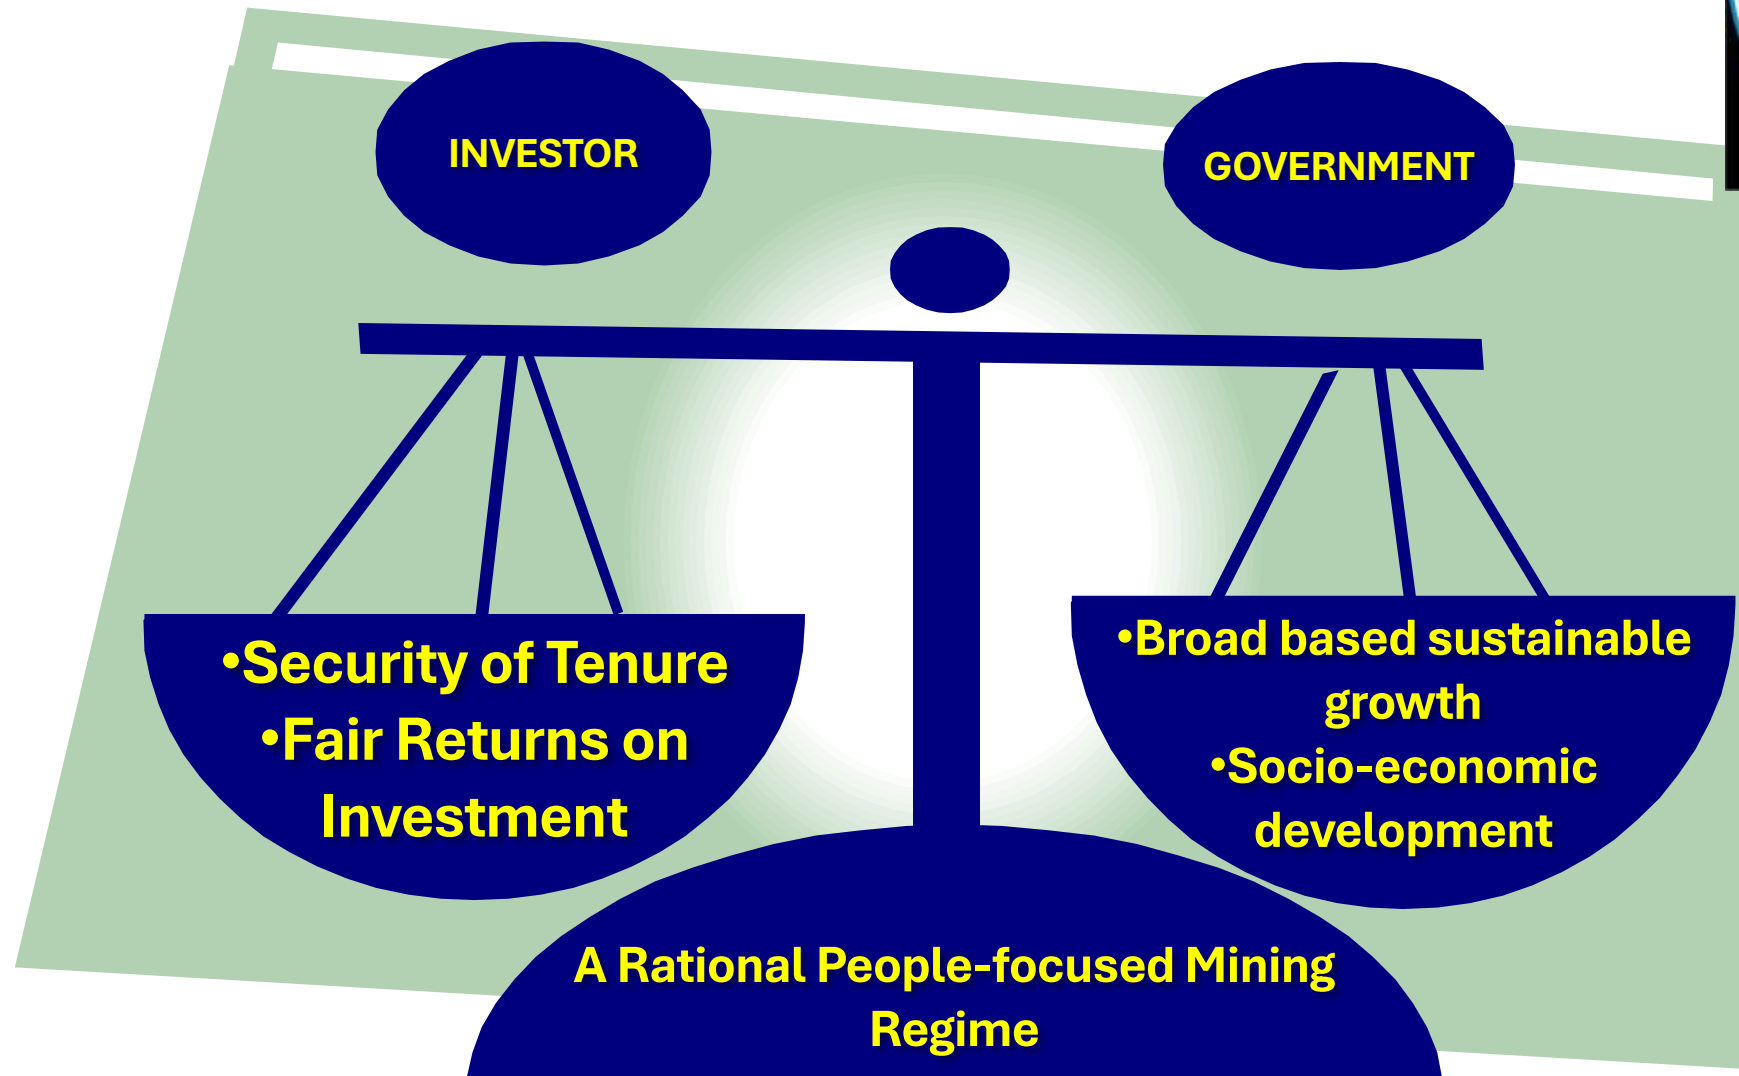 INVESTOR
GOVERNMENT
•Security of Tenure
•Fair Returns on
Investment
•Broad based sustainable
growth
•Socio-economic
development
A Rational People-focused Mining
Regime